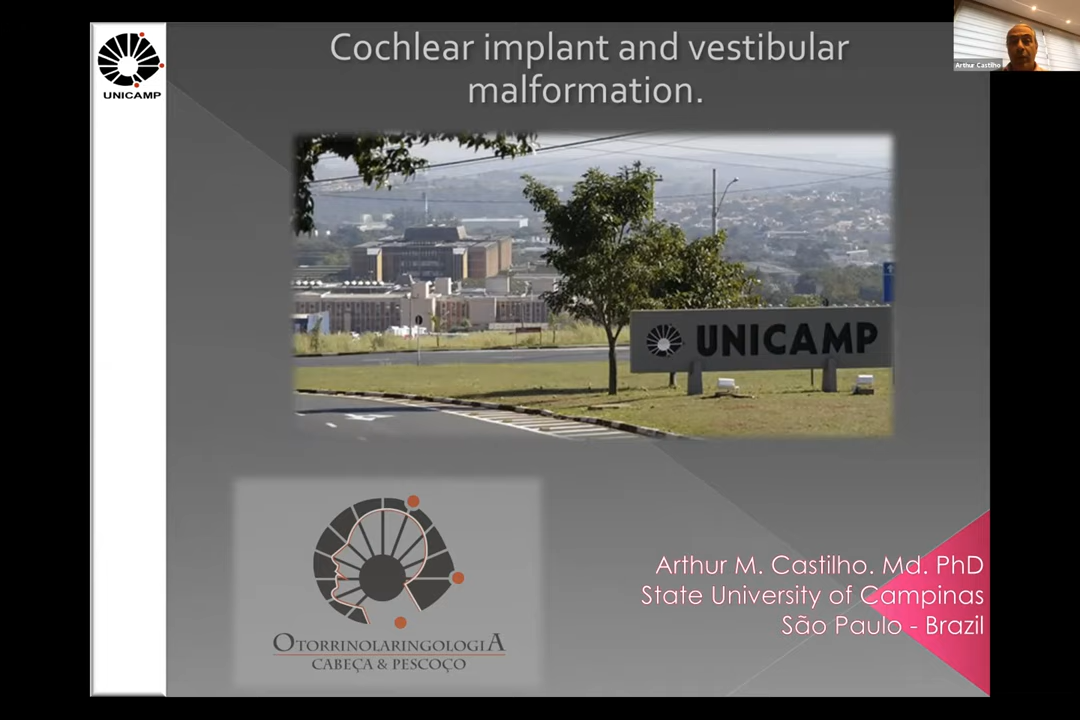 Cochlear implant and vestibular
malformation.
Arthur Castilho
UNICAMP
UNICAMP
OTORRINOLARINGOLOGIA
CABEÇA & PESCOÇO
Arthur M. Castilho. Md. PhD
State University of Campinas
São Paulo - Brazil